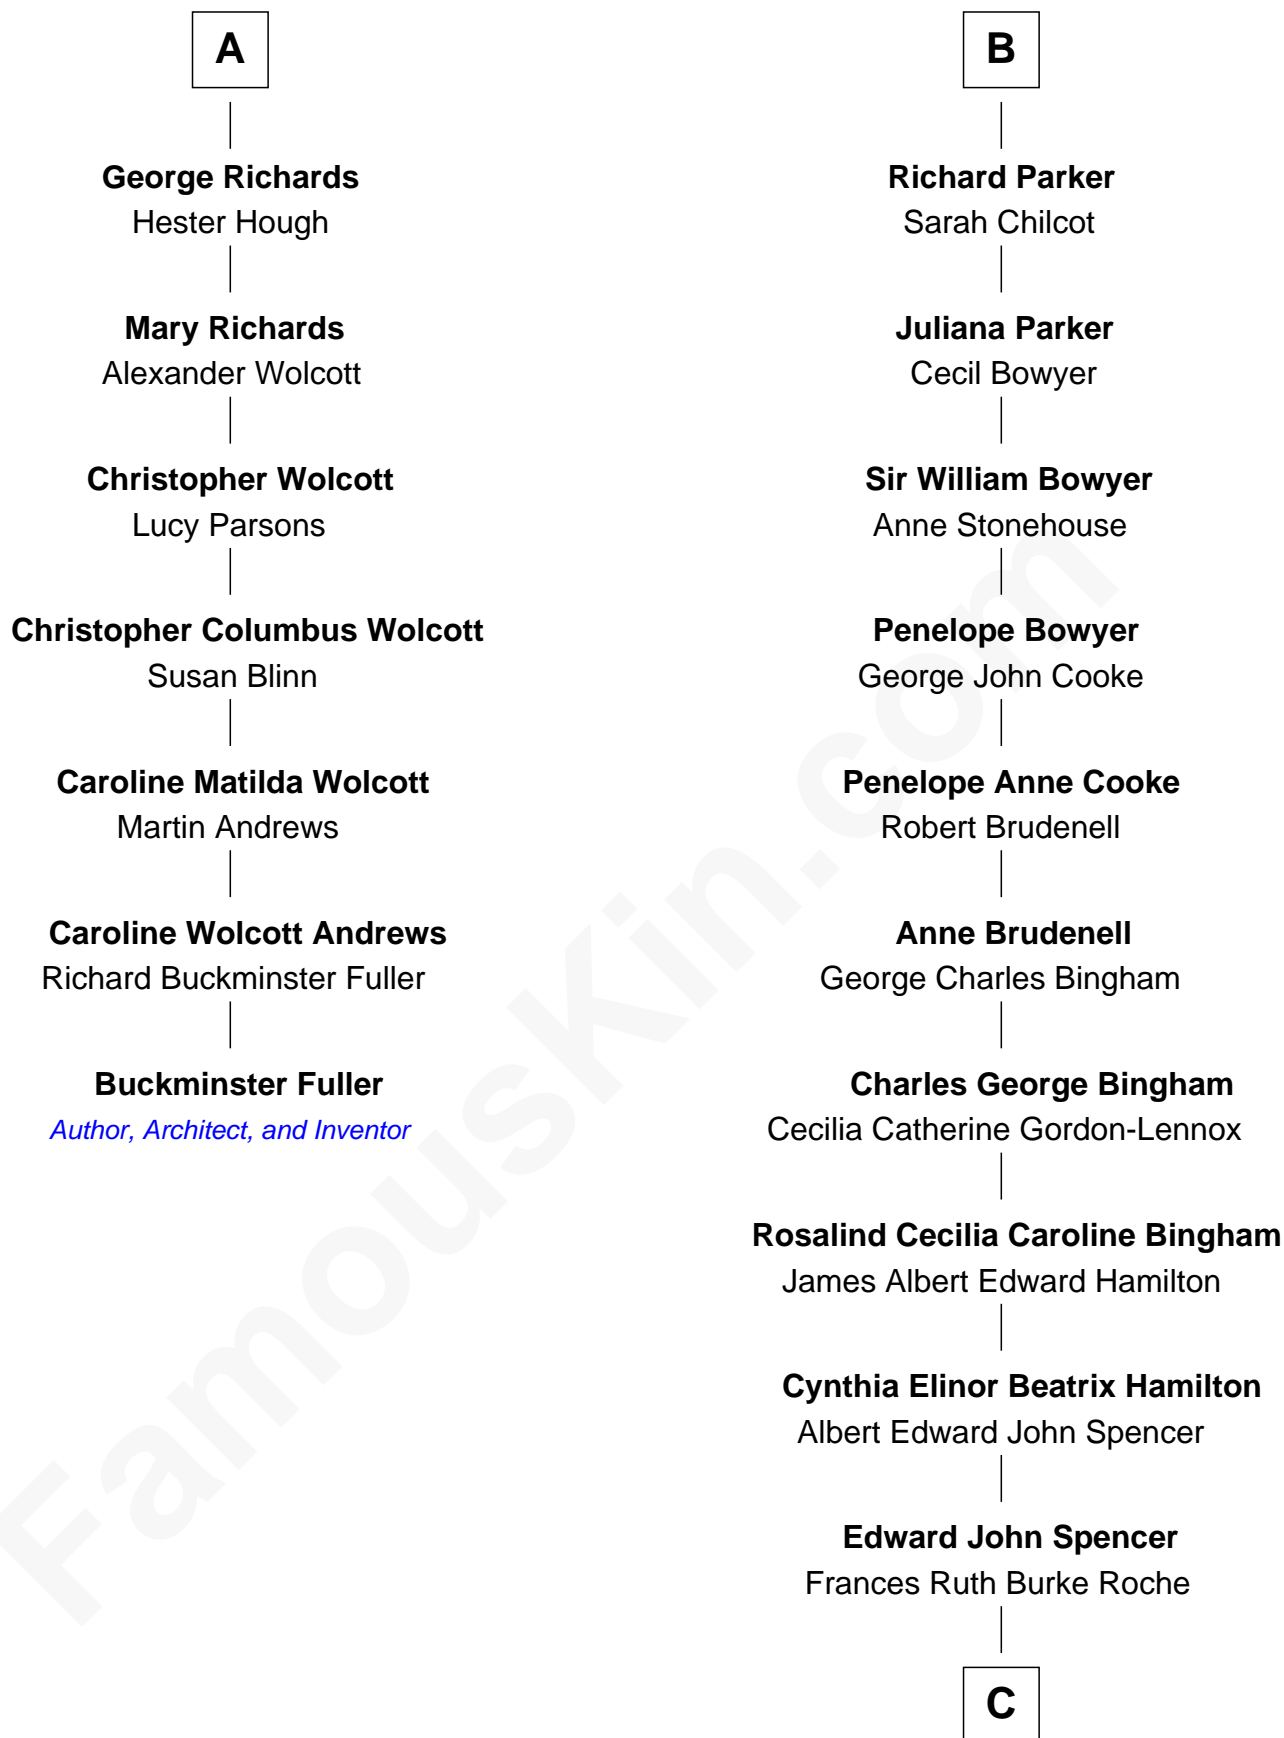 A
George Richards
Hester Hough
Mary Richards
Alexander Wolcott
Christopher Wolcott
Lucy Parsons
Christopher Columbus Wolcott
Susan Blinn
Caroline Matilda Wolcott
Martin Andrews
Caroline Wolcott Andrews
Richard Buckminster Fuller
Buckminster Fuller
Author, Architect, and Inventor
B
Richard Parker
Sarah Chilcot
Juliana Parker
Cecil Bowyer
Sir William Bowyer
Anne Stonehouse
Penelope Bowyer
George John Cooke
Penelope Anne Cooke
Robert Brudenell
Anne Brudenell
George Charles Bingham
Charles George Bingham
Cecilia Catherine Gordon-Lennox
Rosalind Cecilia Caroline Bingham
James Albert Edward Hamilton
Cynthia Elinor Beatrix Hamilton
Albert Edward John Spencer
Edward John Spencer
Frances Ruth Burke Roche
C
FamousKin.com